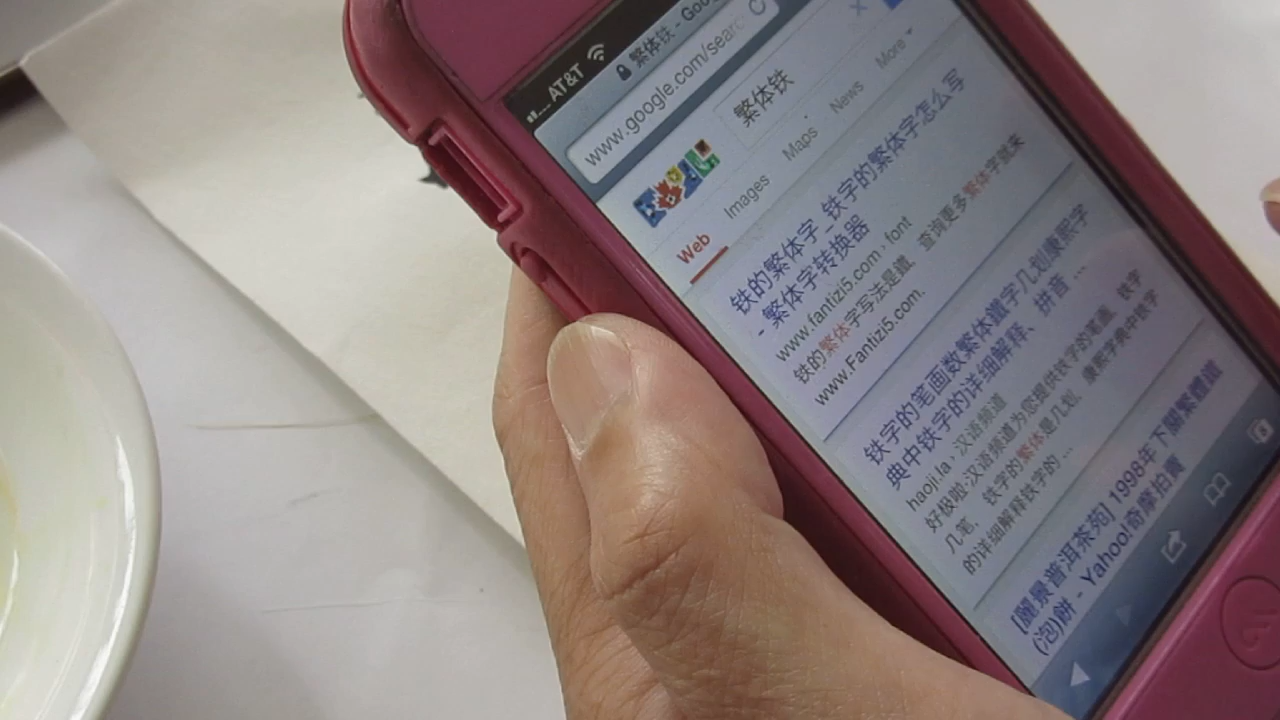 AT&T
繁体铁 - Goo
www.google.com/sear
繁体铁
Web Images Maps News More
铁的繁体字_铁字的繁体字怎么写
- 繁体字转换器
www.fantizi5.com › font
铁的繁体字写法是鐵。 查询更多繁体字就来
www.Fantizi5.com.
铁字的笔画数繁体鐵字几划康熙字
典中铁字的详细解释、拼音 ...
haoji.la › 汉语频道
好极啦:汉语频道为您提供铁字的笔画, 铁字
几笔, 铁字的繁体是几划, 康熙字典中铁字
的详细解释铁字的 ...
[麗景普洱茶苑] 1998年下關繁體鐵
(泡)餅 - Yahoo!奇摩拍賣